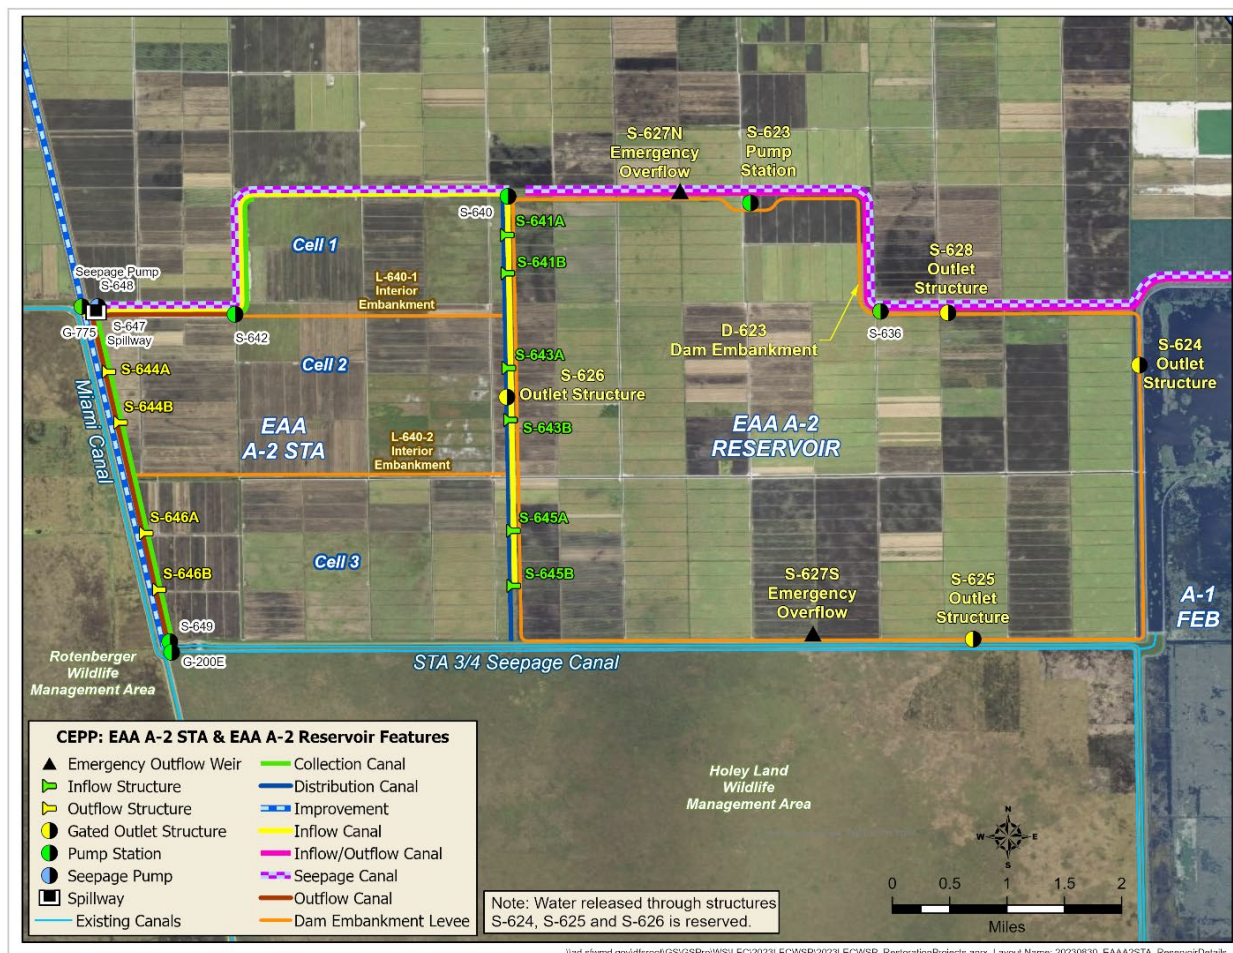 S-627N
Emergency
Overflow
S-623
Pump
Station
S-640
S-641A
S-641B
Cell 1
L-640-1
Interior
Embankment
S-628
Outlet
Structure
Seepage Pump
S-648
G-775
S-647
Spillway
S-642
D-623
Dam Embankment
S-636
S-624
Outlet
Structure
S-644A
Cell 2
S-643A
S-626
Outlet Structure
S-644B
S-643B
Miami Canal
EAA
A-2 STA
L-640-2
Interior
Embankment
EAA A-2
RESERVOIR
S-646A
S-645A
Cell 3
S-646B
S-645B
S-627S
Emergency
Overflow
S-625
Outlet
Structure
A-1
FEB
S-649
G-200E
STA 3/4 Seepage Canal
Rotenberger
Wildlife
Management Area
Holey Land
Wildlife
Management Area
CEPP: EAA A-2 STA & EAA A-2 Reservoir Features
Emergency Outflow Weir
Inflow Structure
Outflow Structure
Gated Outlet Structure
Pump Station
Seepage Pump
Spillway
Existing Canals
Collection Canal
Distribution Canal
Improvement
Inflow Canal
Inflow/Outflow Canal
Seepage Canal
Outflow Canal
Dam Embankment Levee
Note: Water released through structures
S-624, S-625 and S-626 is reserved.
N
W E
S
0 0.5 1 1.5 2
Miles